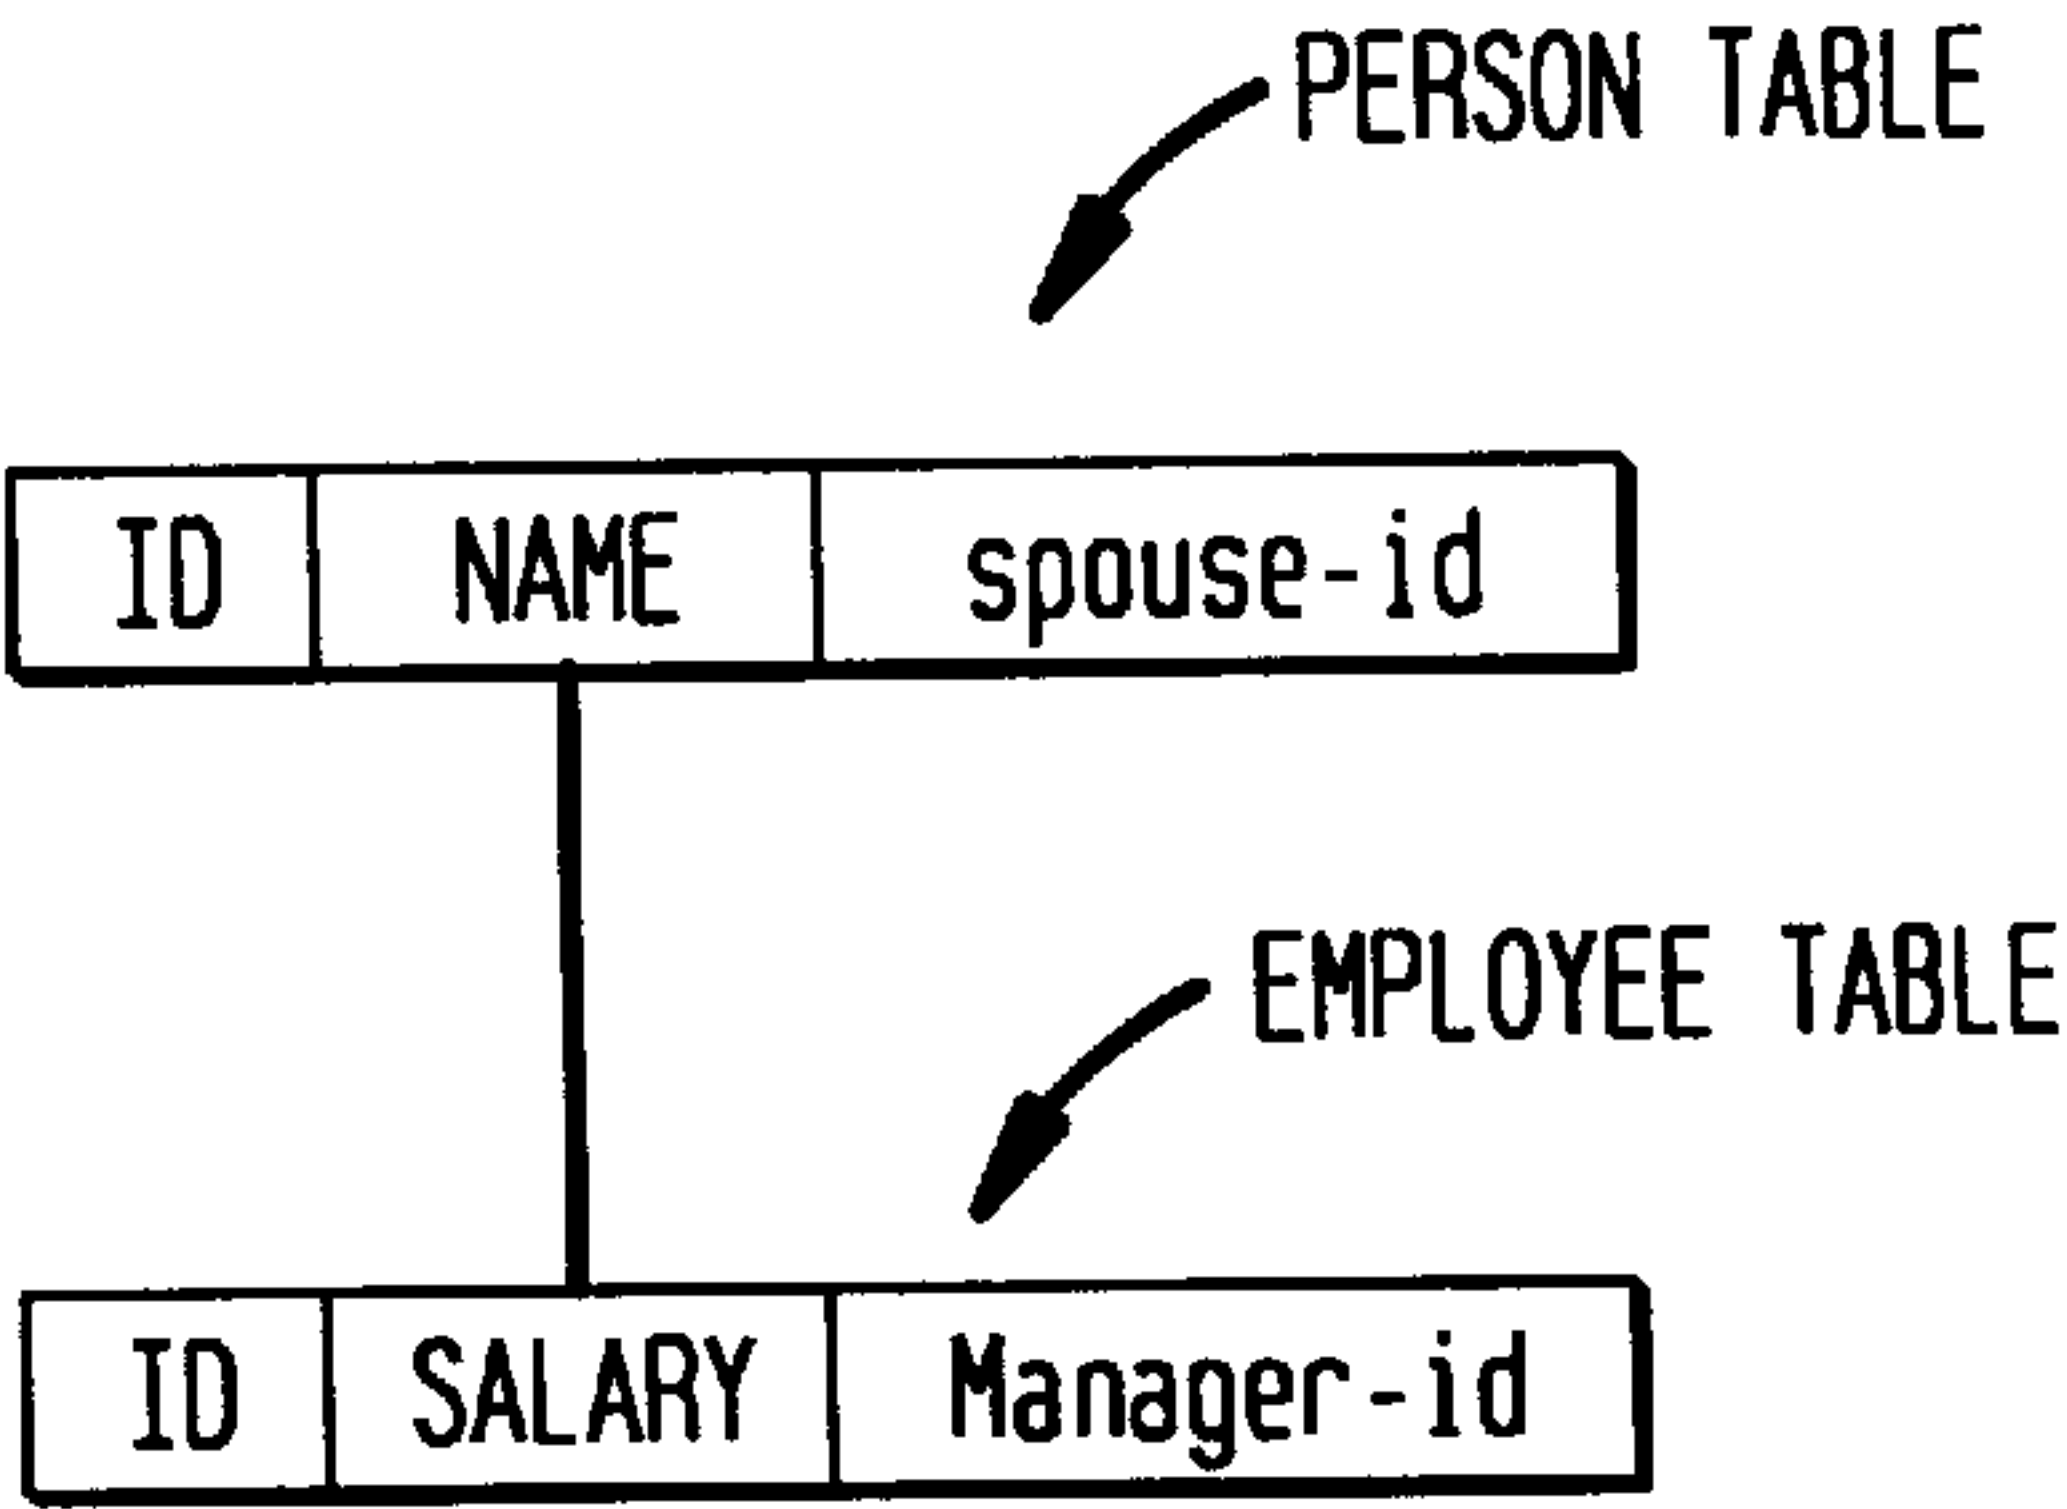 PERSON TABLE
ID NAME spouse-id
EMPLOYEE TABLE
ID SALARY Manager-id